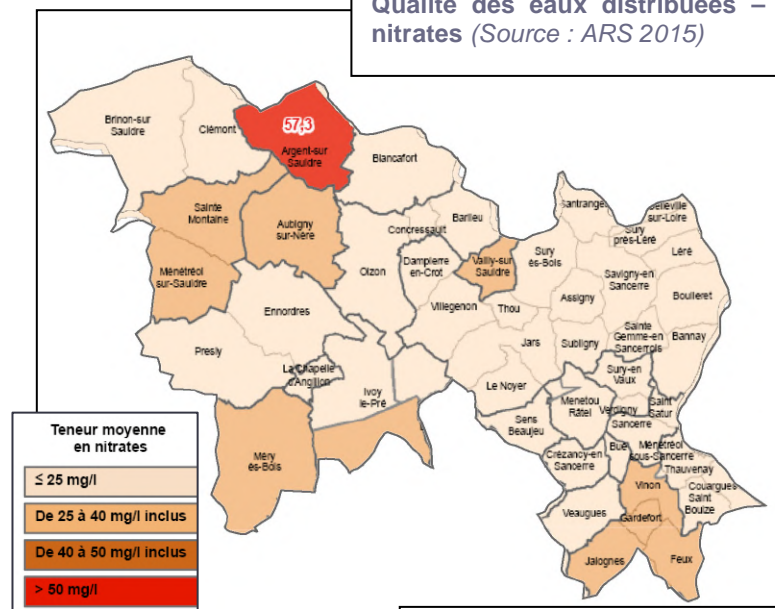 Qualité des eaux distribuées –
nitrates (Source : ARS 2015)
Brinon-sur
Sauldre
Clémont
57,3
Argent-sur
Sauldre
Blancafort
Sainte
Montaine
Aubigny
sur-Nère
Concressault
Barlieu
Santranges
Belleville
sur-Loire
Sury
près-Léré
Léré
Ménétréol
sur-Sauldre
Oizon
Dampierre
en-Crot
Vailly-sur
Sauldre
Sury
ès-Bois
Savigny-en
Sancerre
Boulleret
Ennordres
Villegenon
Thou
Assigny
Presly
Jars
Subligny
Sainte
Gemme-en
Sancerrois
Bannay
La Chapelle
d'Angillon
Ivoy
le-Pré
Le Noyer
Sury-en
Vaux
Menetou
Râtel
Verdigny
Saint
Satur
Sancerre
Sens
Beaujeu
Méry
ès-Bois
Crézancy-en
Sancerre
Bué
Ménétréol
sous-Sancerre
Thauvenay
Vinon
Couargues
Saint
Bouize
Veaugues
Gardefort
Jalognes
Feux
Teneur moyenne
en nitrates
≤ 25 mg/l
De 25 à 40 mg/l inclus
De 40 à 50 mg/l inclus
> 50 mg/l